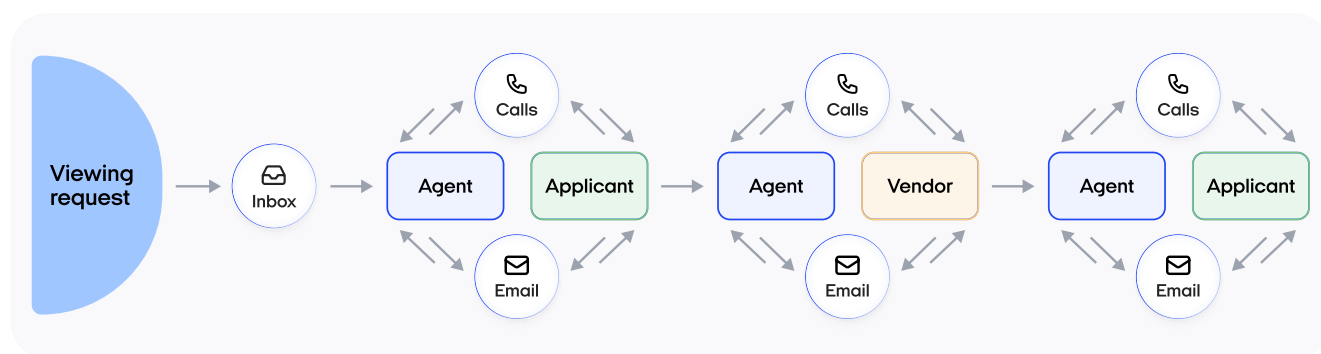 Viewing
request
Inbox
Calls
Agent
Applicant
Email
Calls
Agent
Vendor
Email
Calls
Agent
Applicant
Email